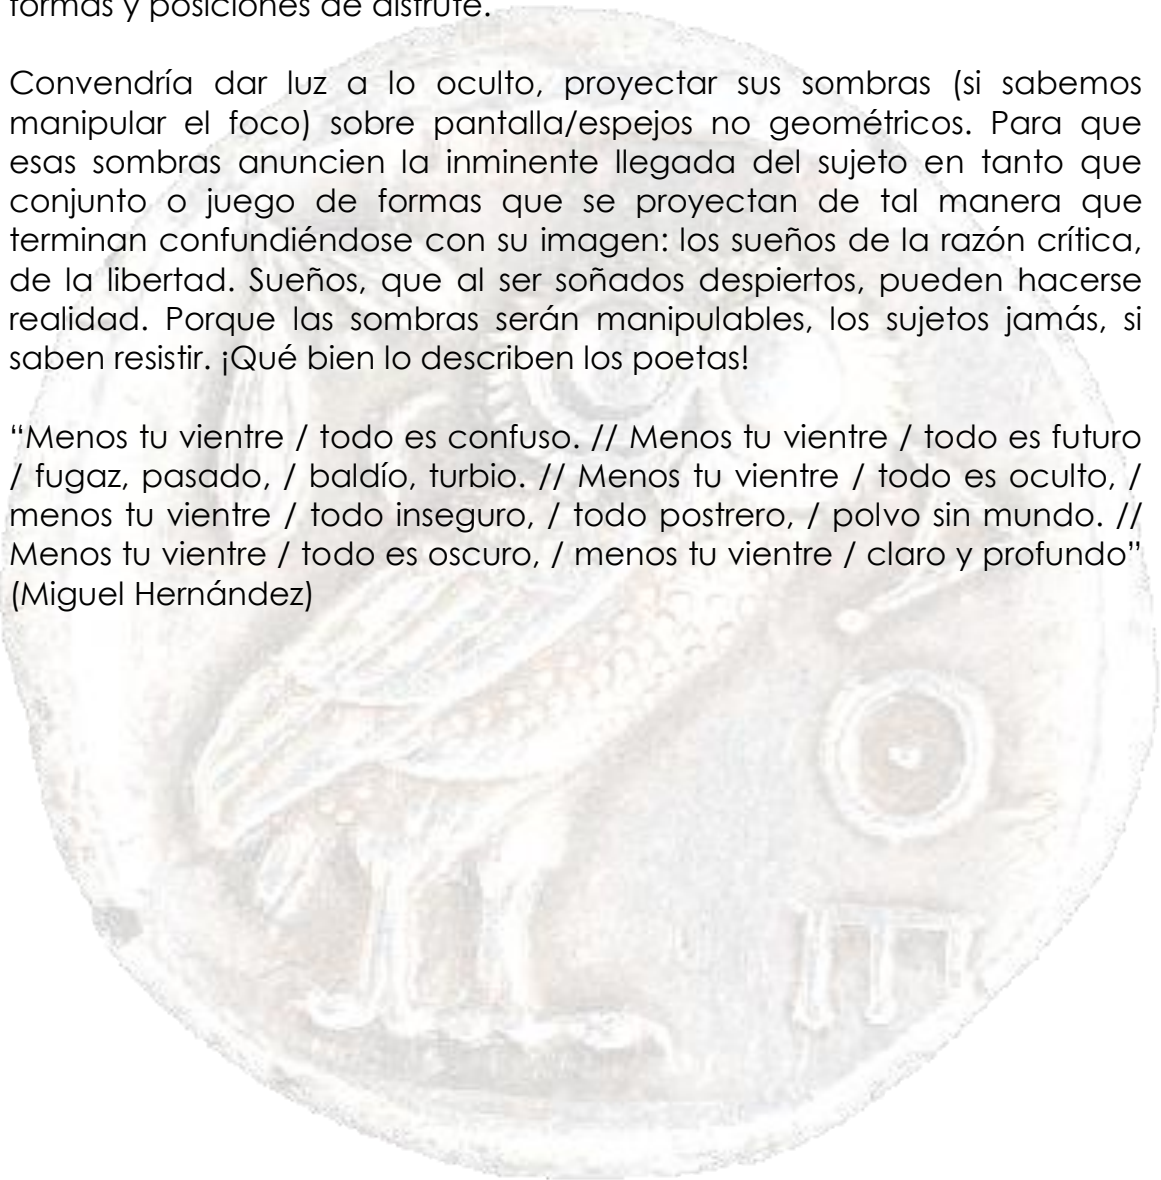 formas y posiciones de disfrute.
Convendría dar luz a lo oculto, proyectar sus sombras (si sabemos
manipular el foco) sobre pantalla/espejos no geométricos. Para que
esas sombras anuncien la inminente llegada del sujeto en tanto que
conjunto o juego de formas que se proyectan de tal manera que
terminan confundiéndose con su imagen: los sueños de la razón crítica,
de la libertad. Sueños, que al ser soñados despiertos, pueden hacerse
realidad. Porque las sombras serán manipulables, los sujetos jamás, si
saben resistir. ¡Qué bien lo describen los poetas!
“Menos tu vientre / todo es confuso. // Menos tu vientre / todo es futuro
/ fugaz, pasado, / baldío, turbio. // Menos tu vientre / todo es oculto, /
menos tu vientre / todo inseguro, / todo postrero, / polvo sin mundo. //
Menos tu vientre / todo es oscuro, / menos tu vientre / claro y profundo”
(Miguel Hernández)